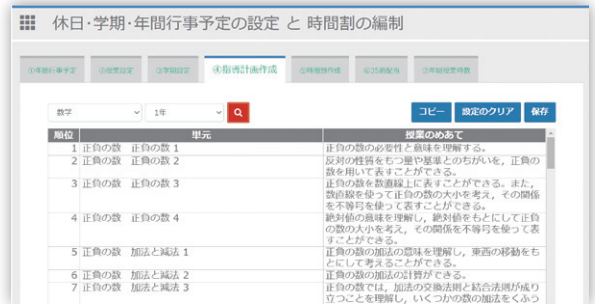 休日・学期・年間行事予定の設定 と 時間割の編制
①年間行事予定 ②授業設定 ③学期設定 ④指導計画作成 ⑤時間割作成 ⑥35週配当 ⑦年間授業時数
数学 1年
コピー 設定のクリア 保存
順位 単元 授業のめあて
1 正負の数 正負の数 1 正負の数の必要性と意味を理解する。
2 正負の数 正負の数 2 反対の性質をもつ量や基準とのちがいを，正負の
数を用いて表すことができる。
3 正負の数 正負の数 3 正負の数を数直線上に表すことができる。また，
数直線を使って正負の数の大小を考え，その関係
を不等号を使って表すことができる。
4 正負の数 正負の数 4 絶対値の意味を理解し，絶対値をもとにして正負
の数の大小を考え，その関係を不等号を使って表
すことができる。
5 正負の数 加法と減法 1 正負の数の加法の意味を理解し，東西の移動をも
とにして考えることができる。
6 正負の数 加法と減法 2 正負の数の加法の計算ができる。
7 正負の数 加法と減法 3 正負の数では，加法の交換法則と結合法則が成り
立つことを理解し，いくつかの数の加法をくふう